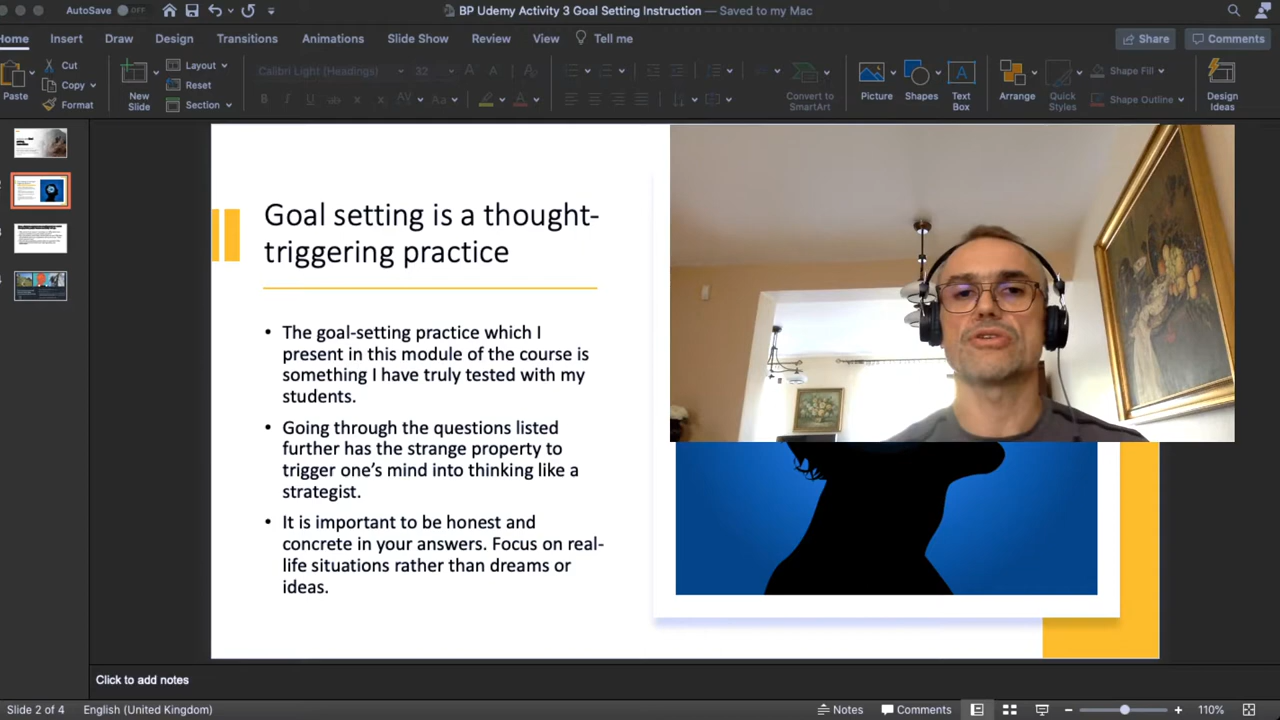 AutoSave OFF
BP Udemy Activity 3 Goal Setting Instruction — Saved to my Mac
Home Insert Draw Design Transitions Animations Slide Show Review View Tell me Share Comments
Paste
Cut
Copy
Format
New Slide
Layout
Reset
Section
Calibri Light (Headings) 32
Convert to SmartArt
Picture
Shapes
Text Box
Arrange
Quick Styles
Shape Fill
Shape Outline
Design Ideas
Goal setting is a thought-
triggering practice
• The goal-setting practice which I
present in this module of the course is
something I have truly tested with my
students.
• Going through the questions listed
further has the strange property to
trigger one’s mind into thinking like a
strategist.
• It is important to be honest and
concrete in your answers. Focus on real-
life situations rather than dreams or
ideas.
Click to add notes
Slide 2 of 4 English (United Kingdom) Notes Comments 110%